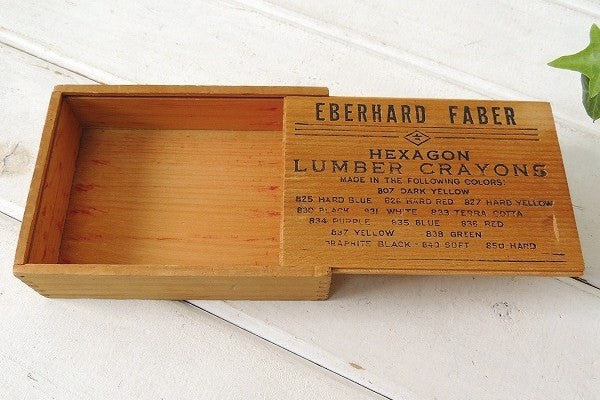 EBERHARD FABER
HEXAGON
LUMBER CRAYONS
MADE IN THE FOLLOWING COLORS:
807 DARK YELLOW
825 HARD BLUE 826 HARD RED 827 HARD YELLOW
830 BLACK 831 WHITE 833 TERRA COTTA
834 PURPLE 835 BLUE 836 RED
837 YELLOW 838 GREEN
GRAPHITE BLACK - 840 SOFT 850 HARD